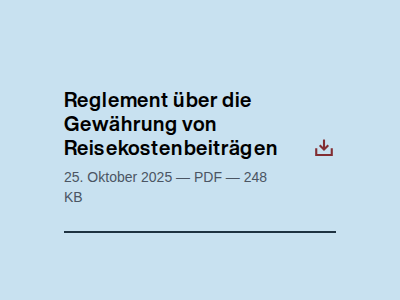 Reglement über die
Gewährung von
Reisekostenbeiträgen
25. Oktober 2025 — PDF — 248
KB